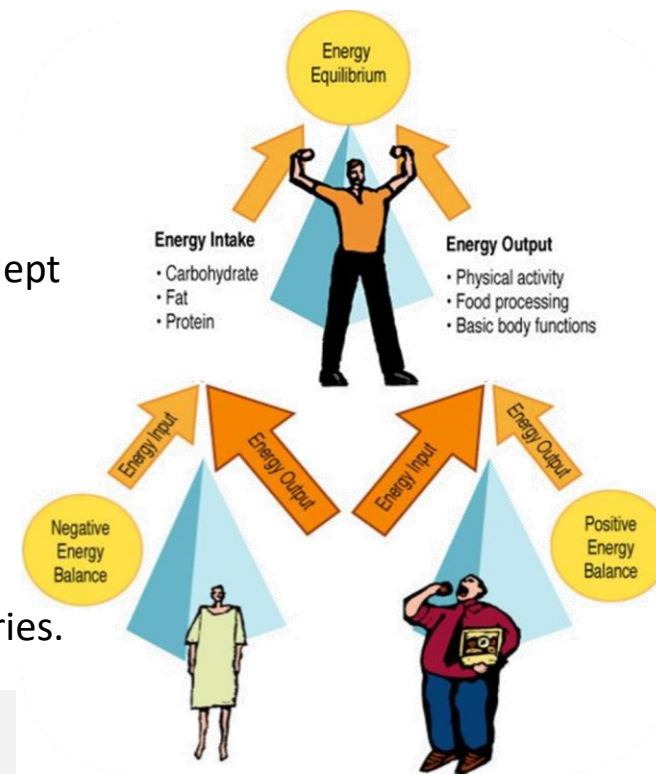 Energy
Equilibrium
Energy Intake
• Carbohydrate
• Fat
• Protein
Energy Output
• Physical activity
• Food processing
• Basic body functions
ept
Energy Input
Energy Output
Energy Input
Energy Output
Negative
Energy
Balance
Positive
Energy
Balance
ries.